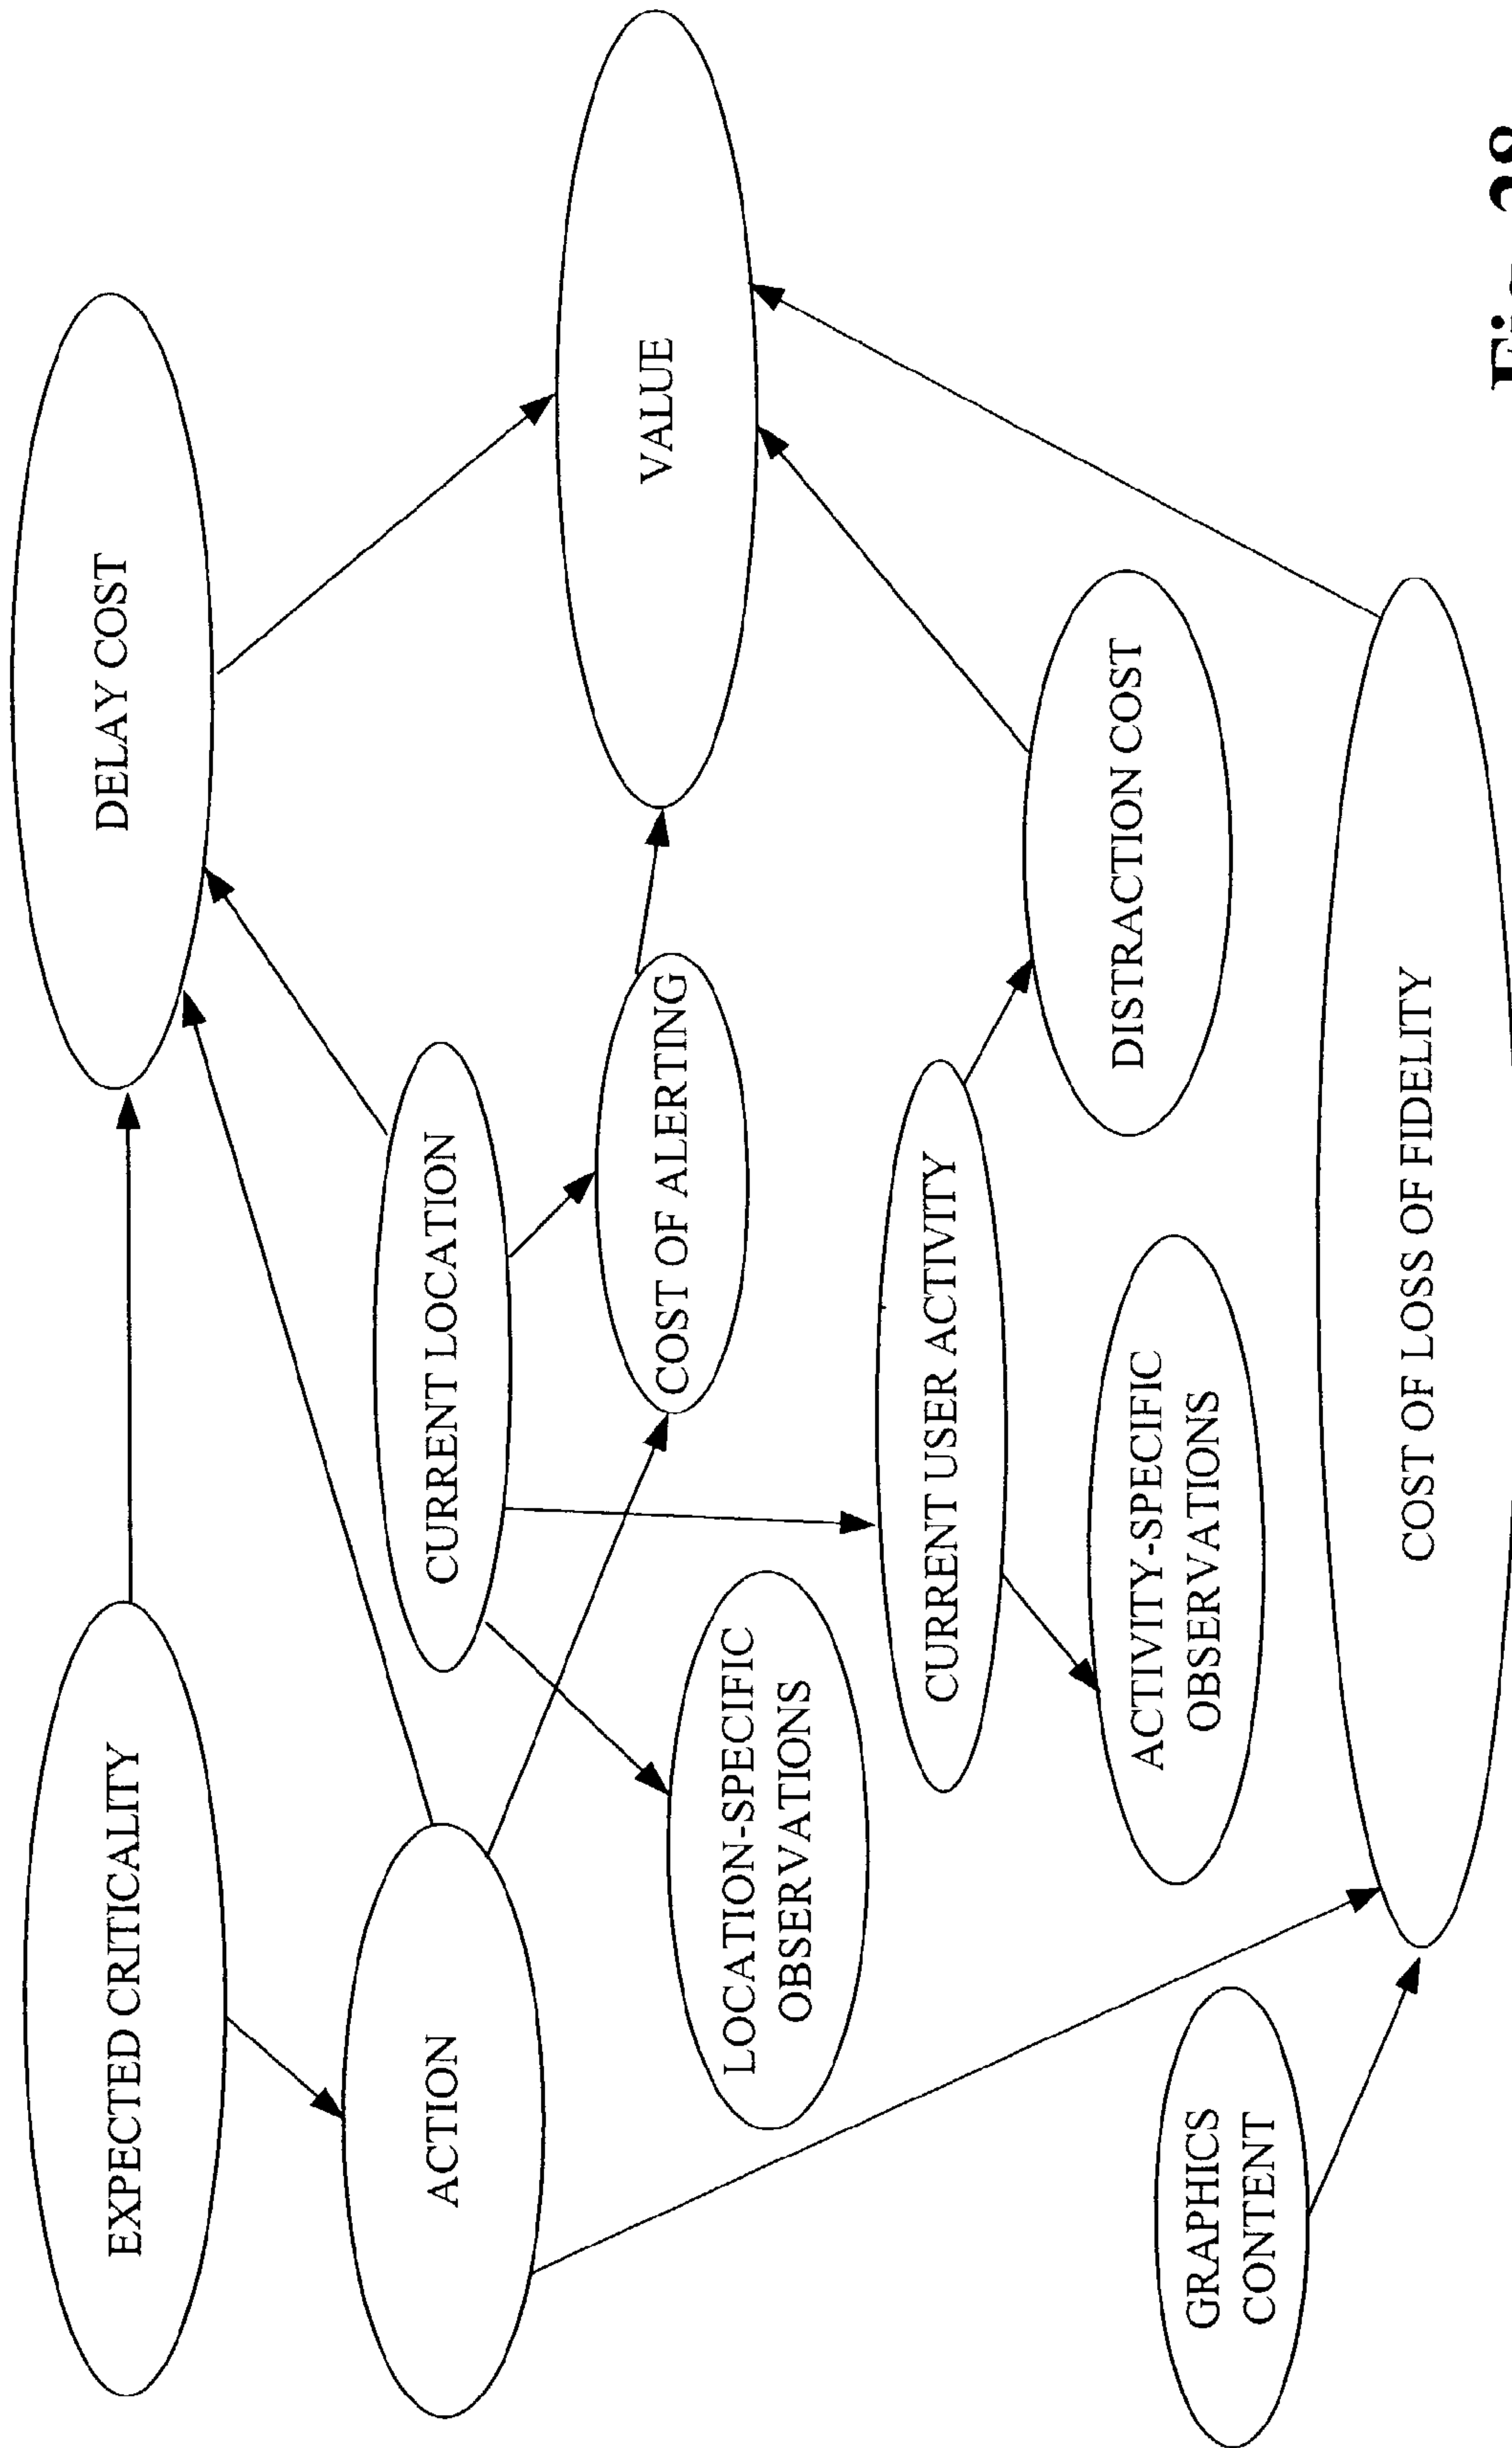 EXPECTED CRITICALITY
DELAY COST
ACTION
CURRENT LOCATION
VALUE
COST OF ALERTING
LOCATION-SPECIFIC
OBSERVATIONS
CURRENT USER ACTIVITY
DISTRACTION COST
ACTIVITY-SPECIFIC
OBSERVATIONS
GRAPHICS
CONTENT
COST OF LOSS OF FIDELITY